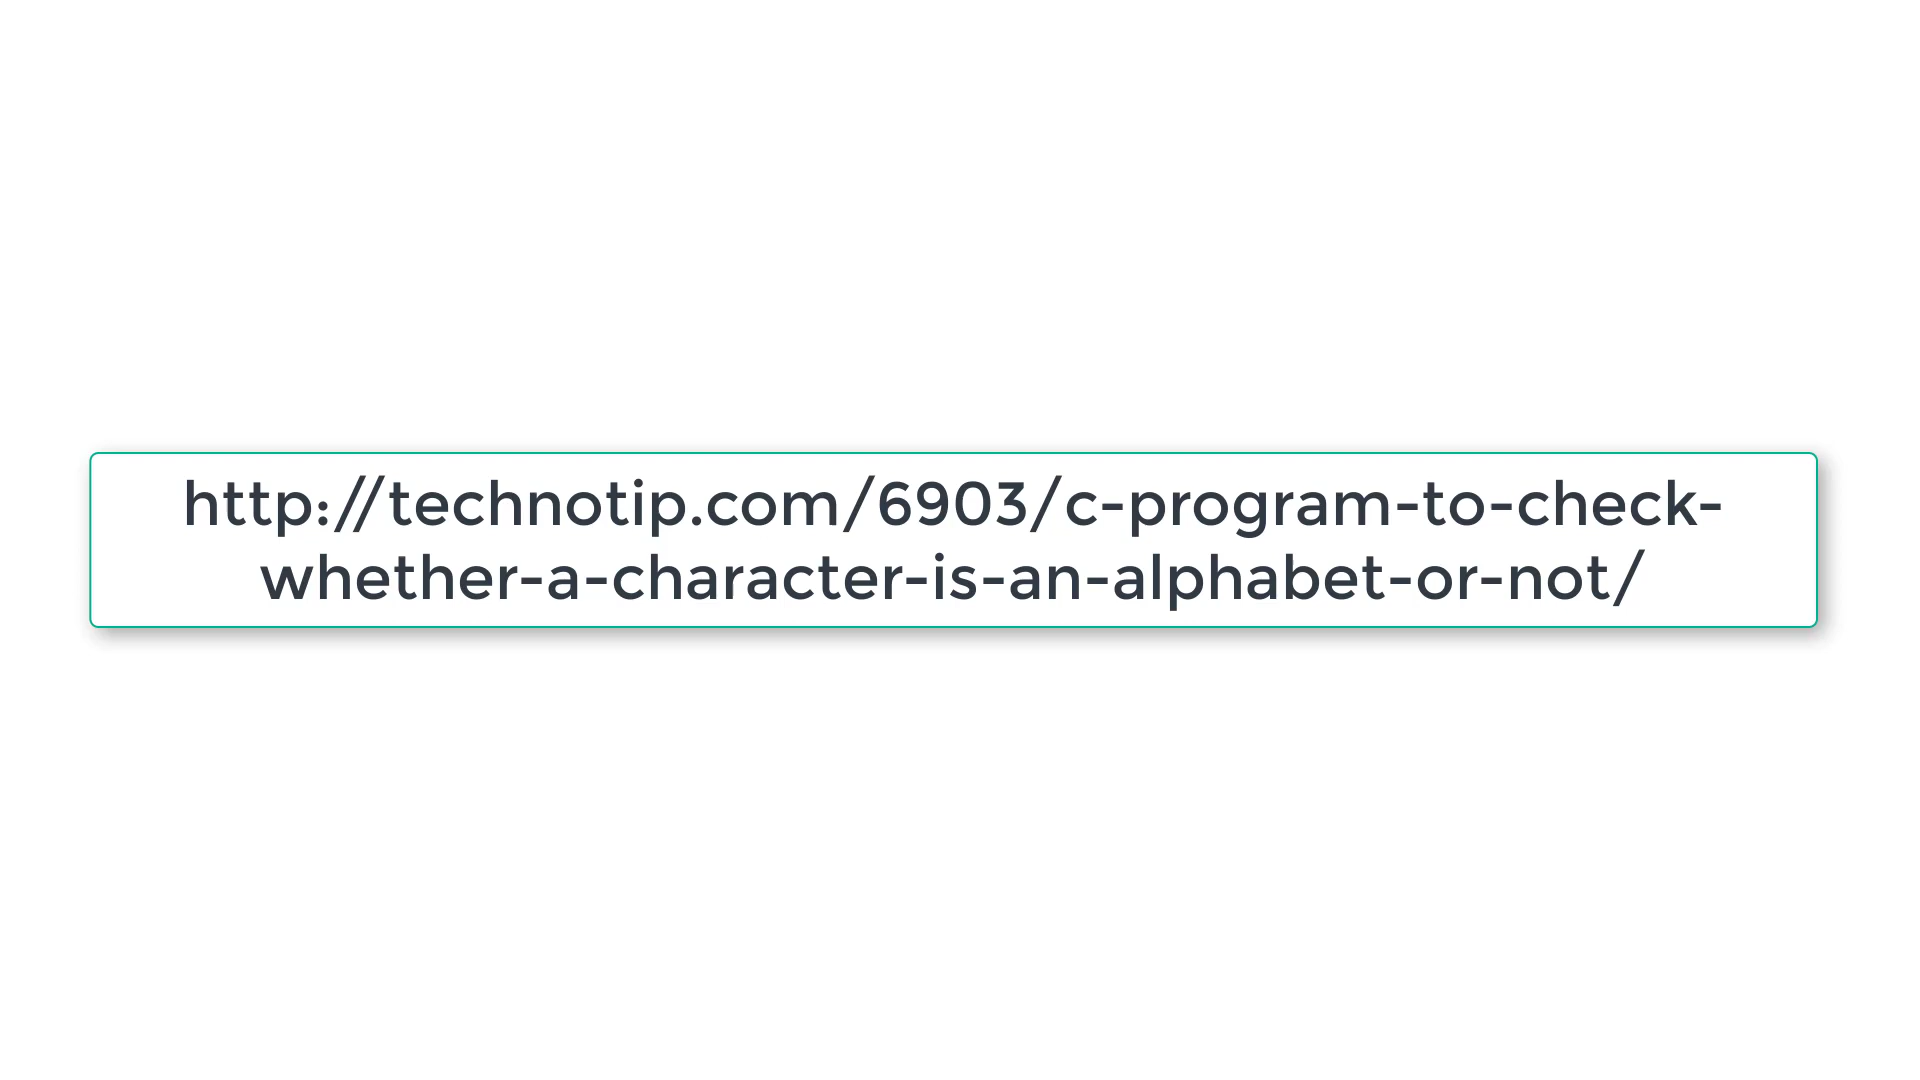 http://technotip.com/6903/c-program-to-check-
whether-a-character-is-an-alphabet-or-not/